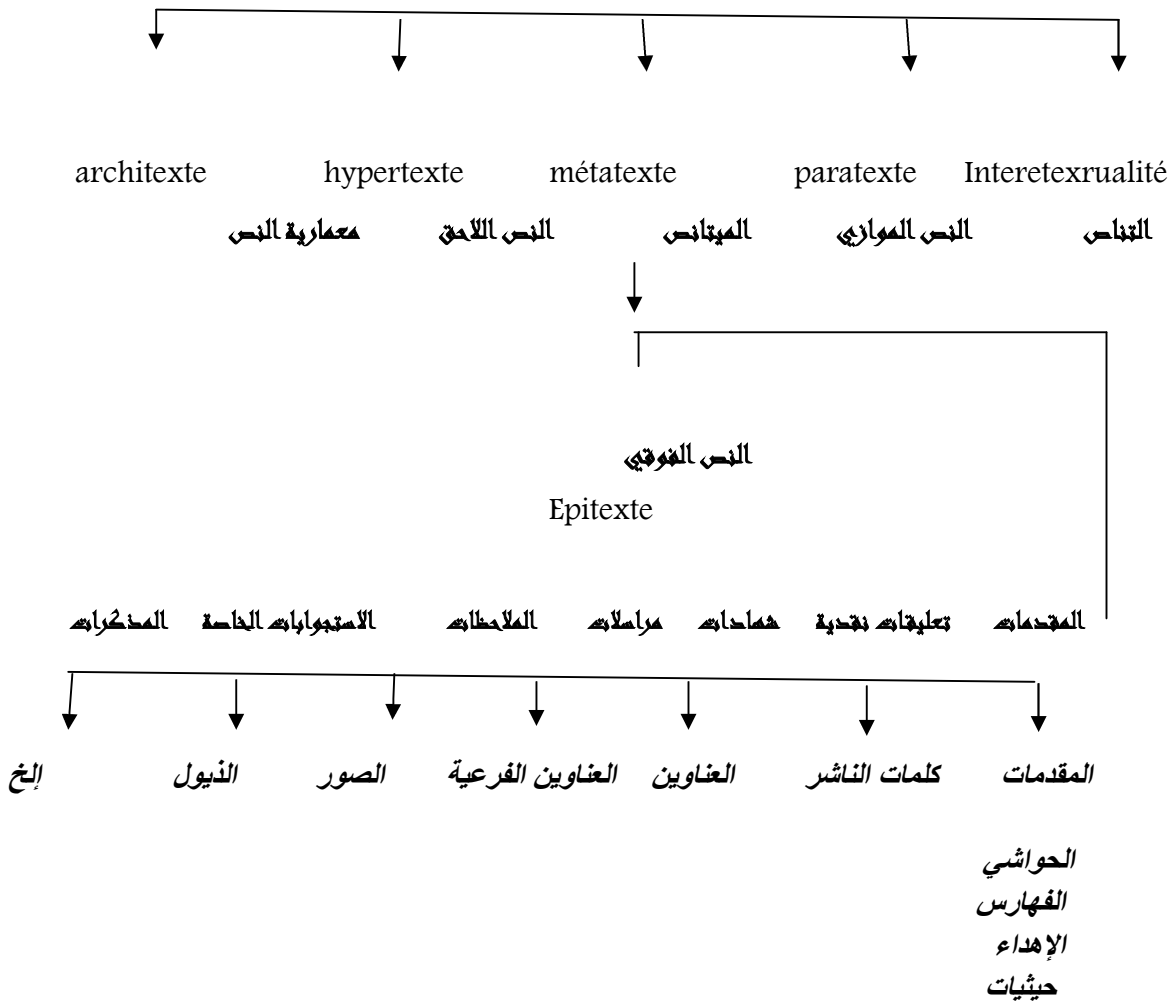 architexte hypertexte métatexte paratexte Interetexrualité
التناص النص الموازي الميتانص النص اللاحق معمارية النص
النص الفوقي
Epitexte
المقدمات تعليقات نقدية شهادات مراسلات الملاحظات الاستجوابات الخاصة المذكرات
المقدمات كلمات الناشر العناوين العناوين الفرعية الصور الذيول إلخ
الحواشي
الفهارس
الإهداء
حيثيات